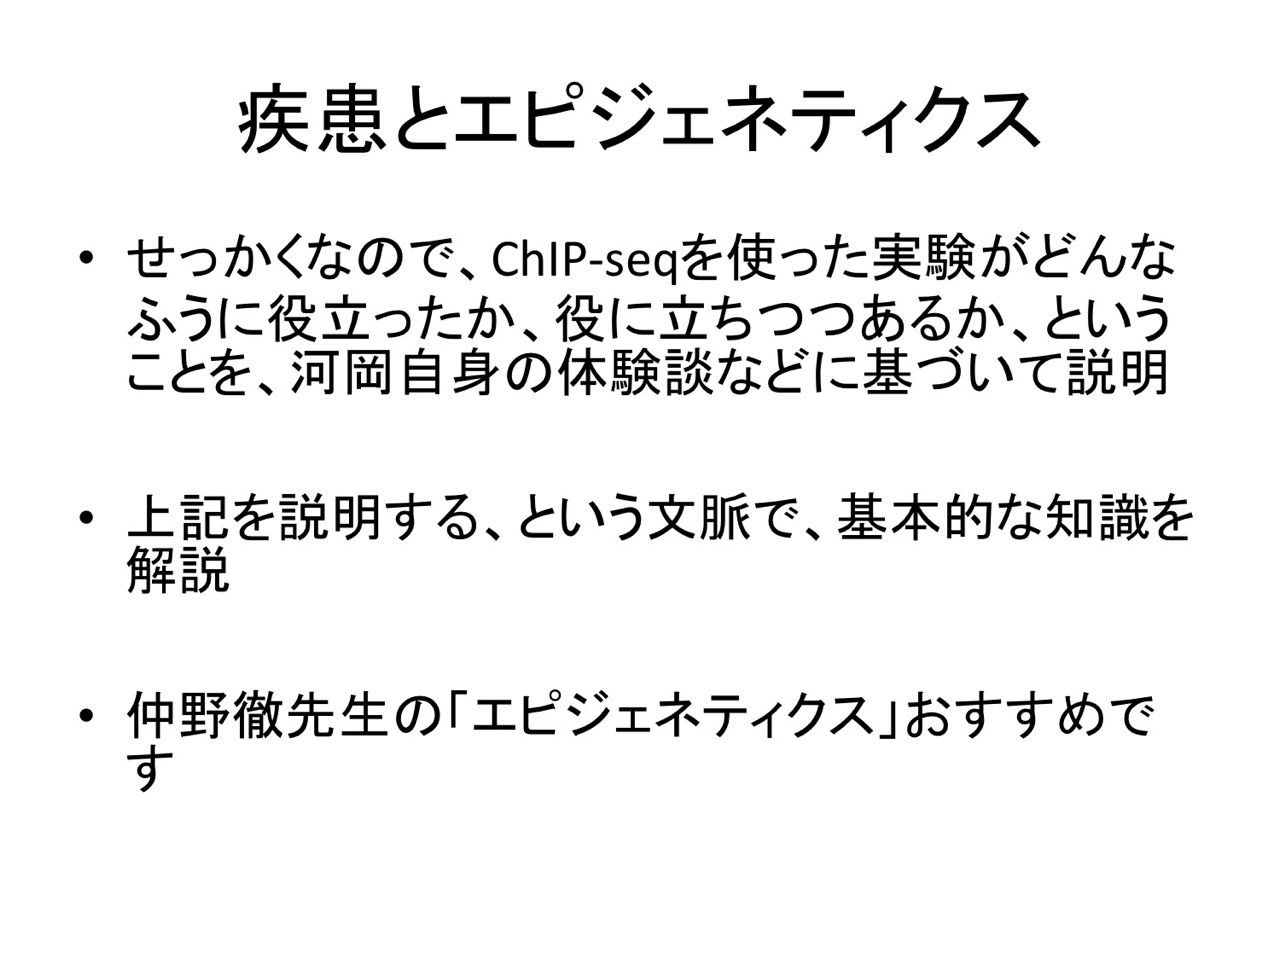 疾患とエピジェネティクス
• せっかくなので、ChIP-seqを使った実験がどんな
ふうに役立ったか、役に立ちつつあるか、という
ことを、河岡自身の体験談などに基づいて説明
• 上記を説明する、という文脈で、基本的な知識を
解説
• 仲野徹先生の「エピジェネティクス」おすすめで
す